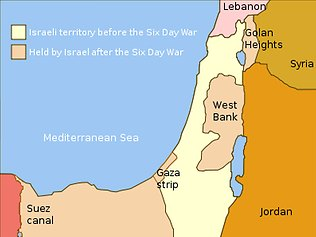 Lebanon
Israeli territory before the Six Day War
Held by Israel after the Six Day War
Golan
Heights
Syria
West
Bank
Mediterranean Sea
Gaza
strip
Suez
canal
Jordan